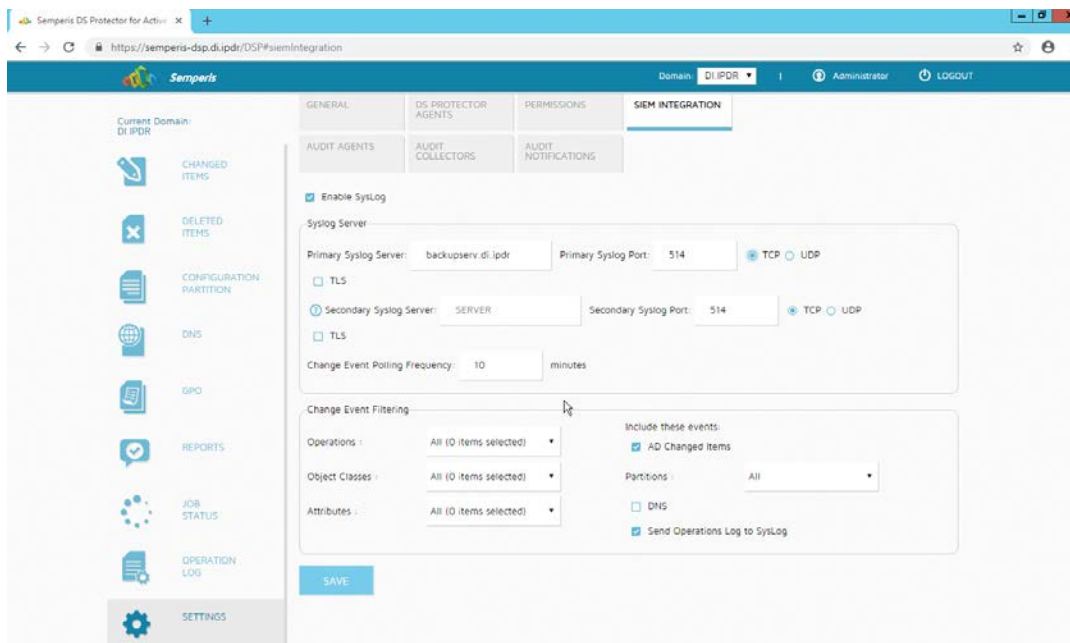 Semperis DS Protector for Active
https://semperis-dsp.di.ipdr/DSP#siemIntegration
Semperis
Domain: DI.IPDR
Administrator
LOGOUT
Current Domain:
DI.IPDR
CHANGED
ITEMS
DELETED
ITEMS
CONFIGURATION
PARTITION
DNS
GPO
REPORTS
JOB
STATUS
OPERATION
LOG
SETTINGS
GENERAL
DS PROTECTOR
AGENTS
PERMISSIONS
SIEM INTEGRATION
AUDIT AGENTS
AUDIT
COLLECTORS
AUDIT
NOTIFICATIONS
Enable SysLog
Syslog Server
Primary Syslog Server: backupserv.di.ipdr Primary Syslog Port: 514 TCP UDP
TLS
Secondary Syslog Server: SERVER Secondary Syslog Port: 514 TCP UDP
TLS
Change Event Polling Frequency: 10 minutes
Change Event Filtering
Operations : All (0 items selected)
Object Classes : All (0 items selected)
Attributes : All (0 items selected)
Include these events:
AD Changed Items
Partitions : All
DNS
Send Operations Log to SysLog
SAVE